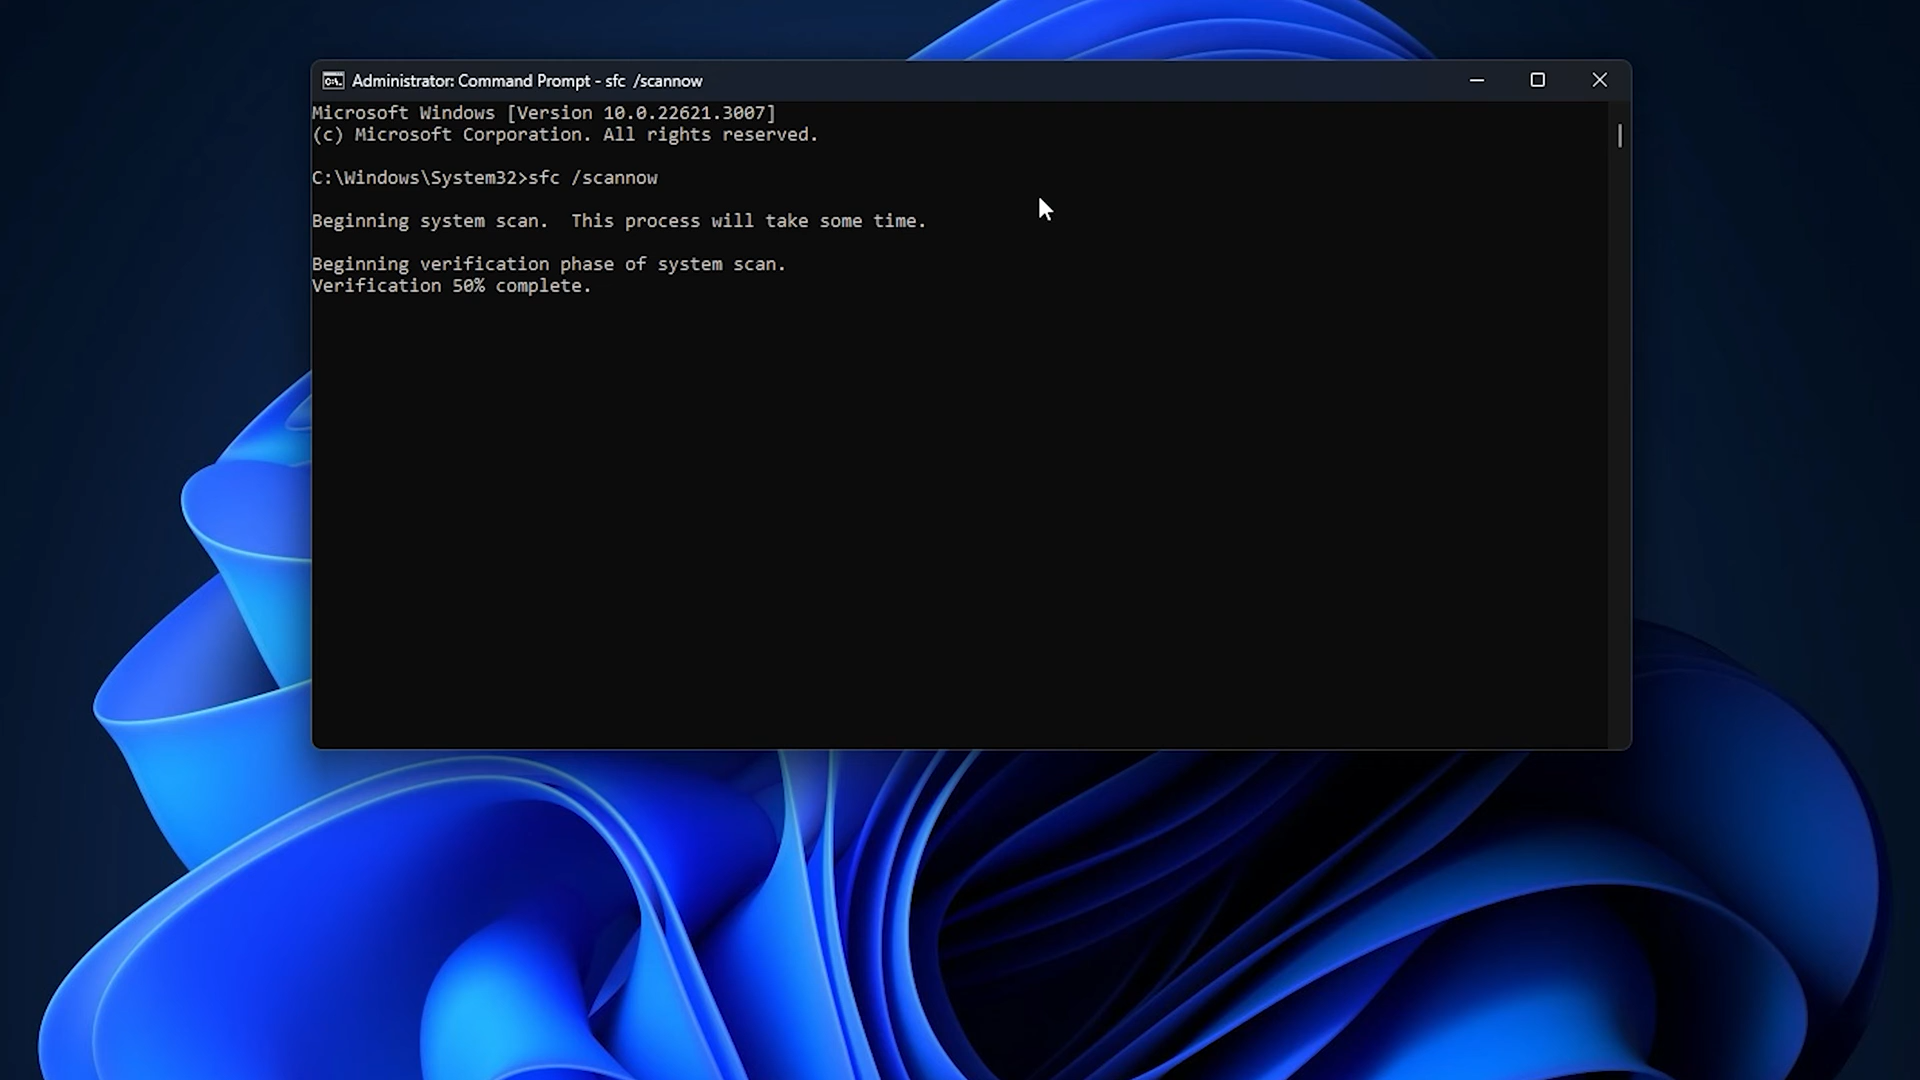 Administrator: Command Prompt - sfc  /scannow
Microsoft Windows [Version 10.0.22621.3007]
(c) Microsoft Corporation. All rights reserved.
C:\Windows\System32>sfc /scannow
Beginning system scan.  This process will take some time.
Beginning verification phase of system scan.
Verification 50% complete.